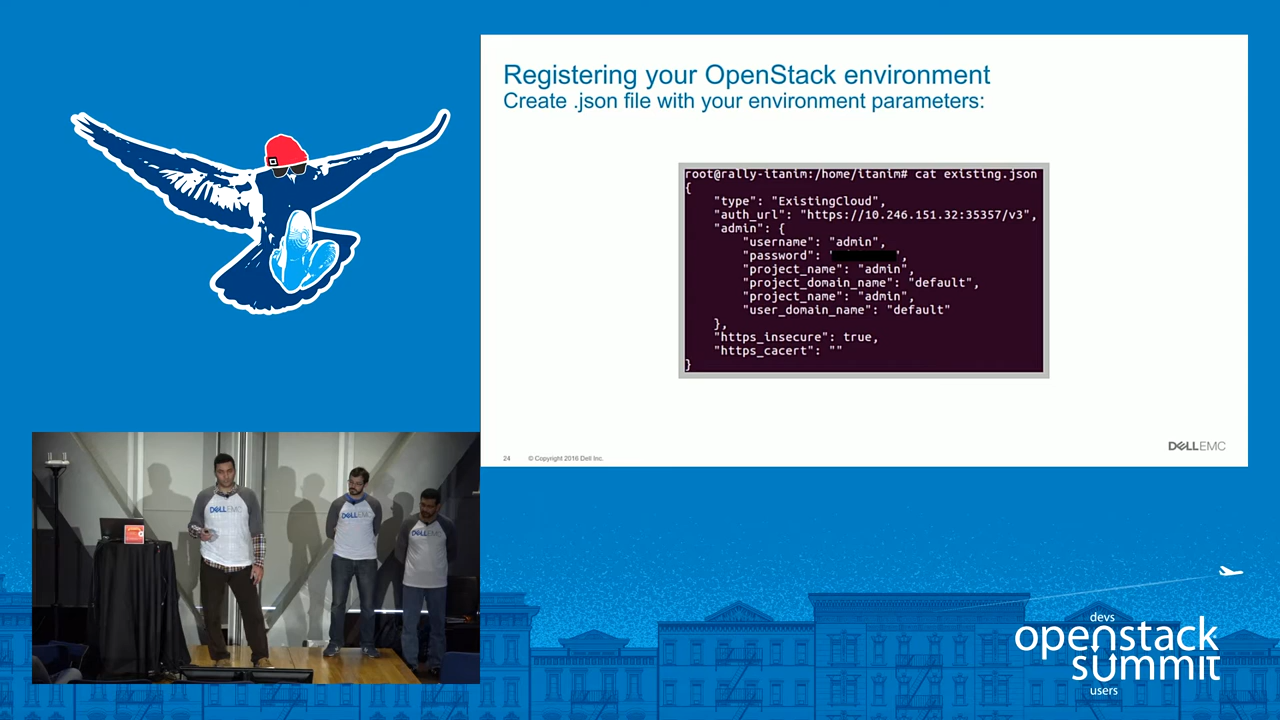 Registering your OpenStack environment
Create .json file with your environment parameters:
root@rally-itanim:/home/itanim# cat existing.json
{
"type": "ExistingCloud",
"auth_url": "https://10.246.151.32:35357/v3",
"admin": {
"username": "admin",
"password": " ",
"project_name": "admin",
"project_domain_name": "default",
"project_name": "admin",
"user_domain_name": "default"
},
"https_insecure": true,
"https_cacert": ""
}
24 © Copyright 2016 Dell Inc.
DELLEMC
DELLEMC
DELLEMC
DELLEMC
devs
openstack
summit
users